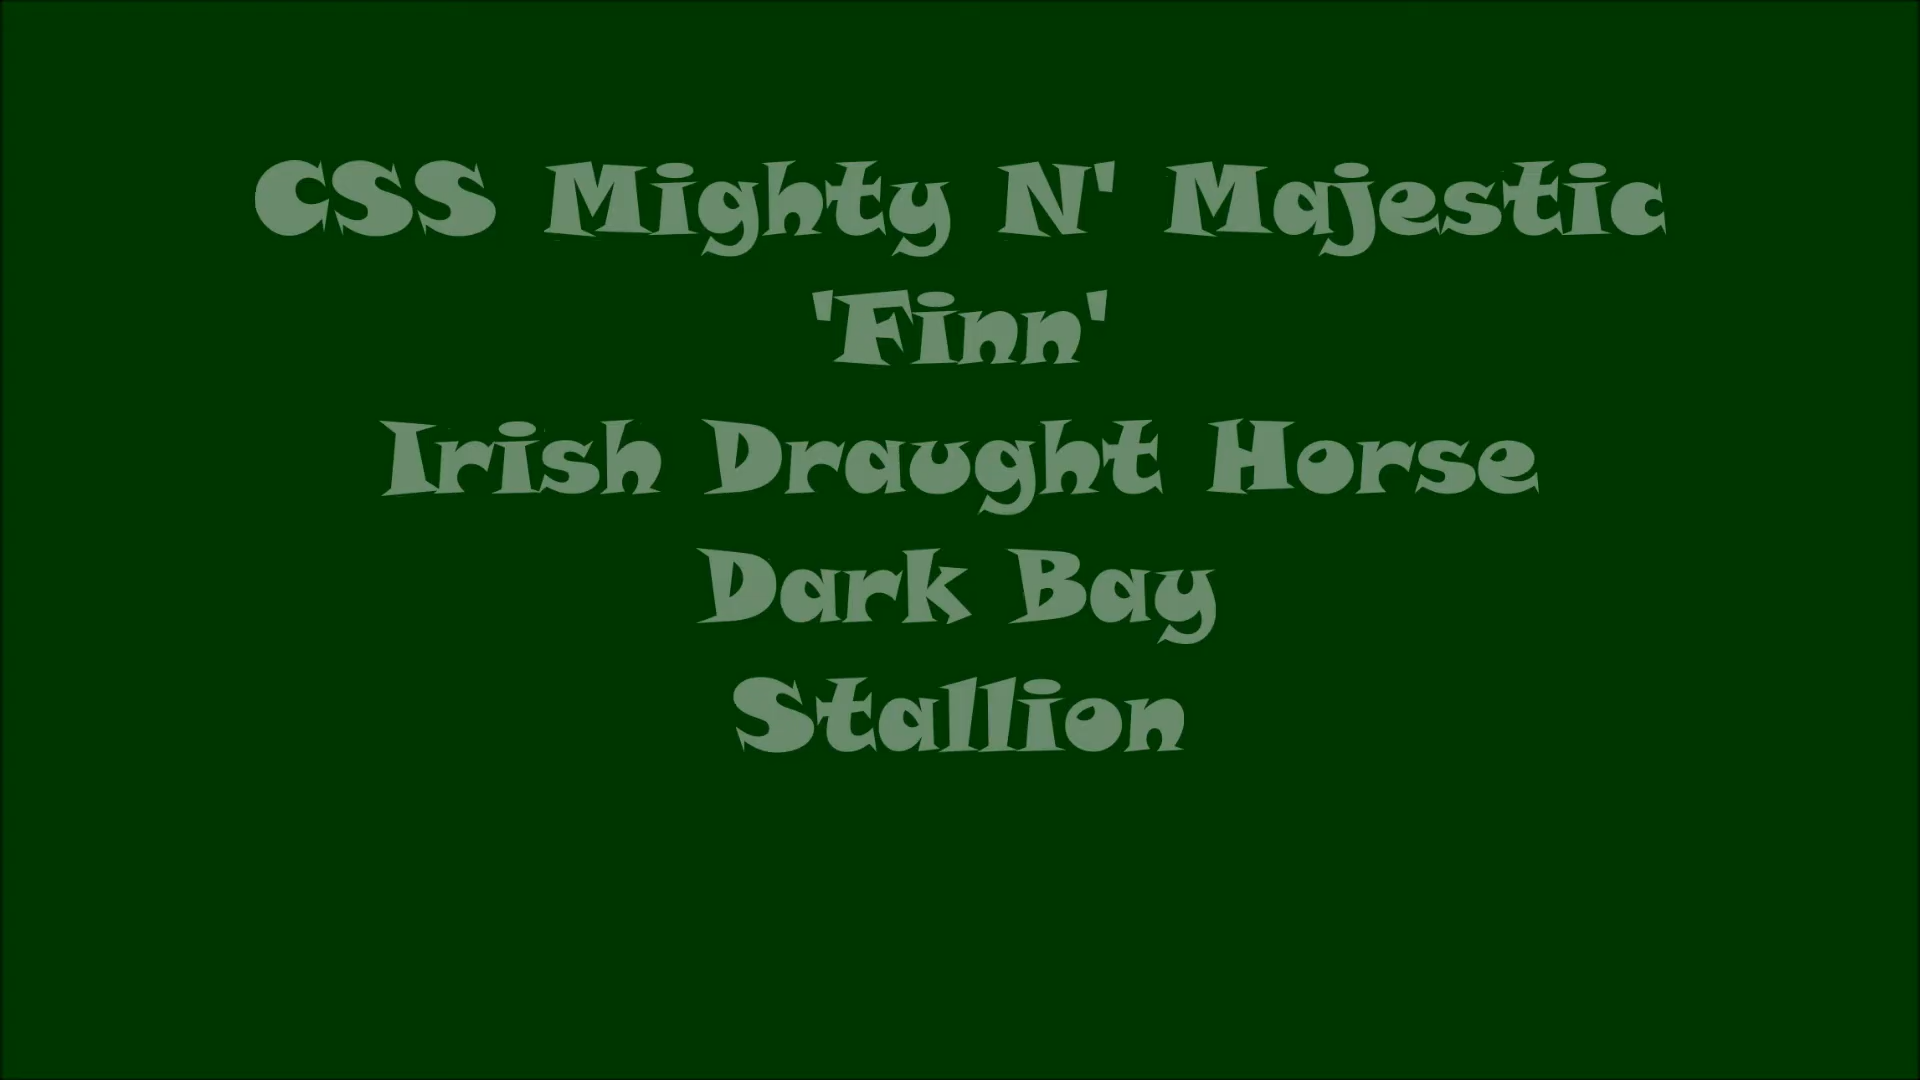 CSS Mighty N' Majestic
'Finn'
Irish Draught Horse
Dark Bay
Stallion